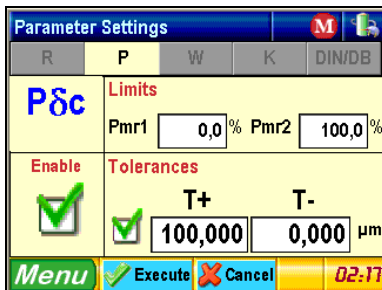 Parameter Settings M
R P W K DIN/DB
Pδc
Limits
Pmr1 0,0 % Pmr2 100,0 %
Enable
Tolerances
T+ T-
100,000 0,000 µm
Menu Execute Cancel 02:17